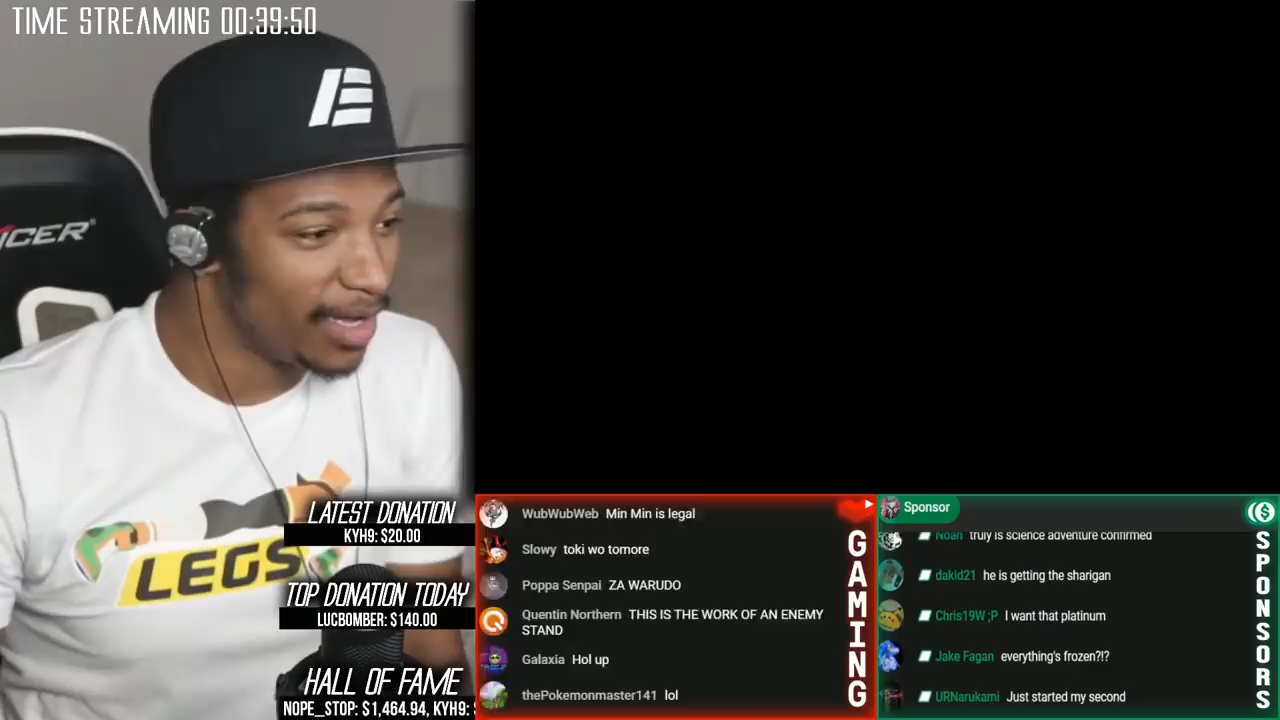 TIME STREAMING 00:39:50
E
CER®
LEGS
LATEST DONATION
KYH9: $20.00
TOP DONATION TODAY
LUCBOMBER: $140.00
HALL OF FAME
NOPE_STOP: $1,464.94, KYH9: $
WubWubWeb Min Min is legal
Slowy toki wo tomore
Poppa Senpai ZA WARUDO
Quentin Northern THIS IS THE WORK OF AN ENEMY
STAND
Galaxia Hol up
thePokemonmaster141 lol
GAMING
Sponsor
Noah truly is science adventure confirmed
dakid21 he is getting the sharigan
Chris19W ;P I want that platinum
Jake Fagan everything's frozen?!?
URNarukami Just started my second
SPONSORS